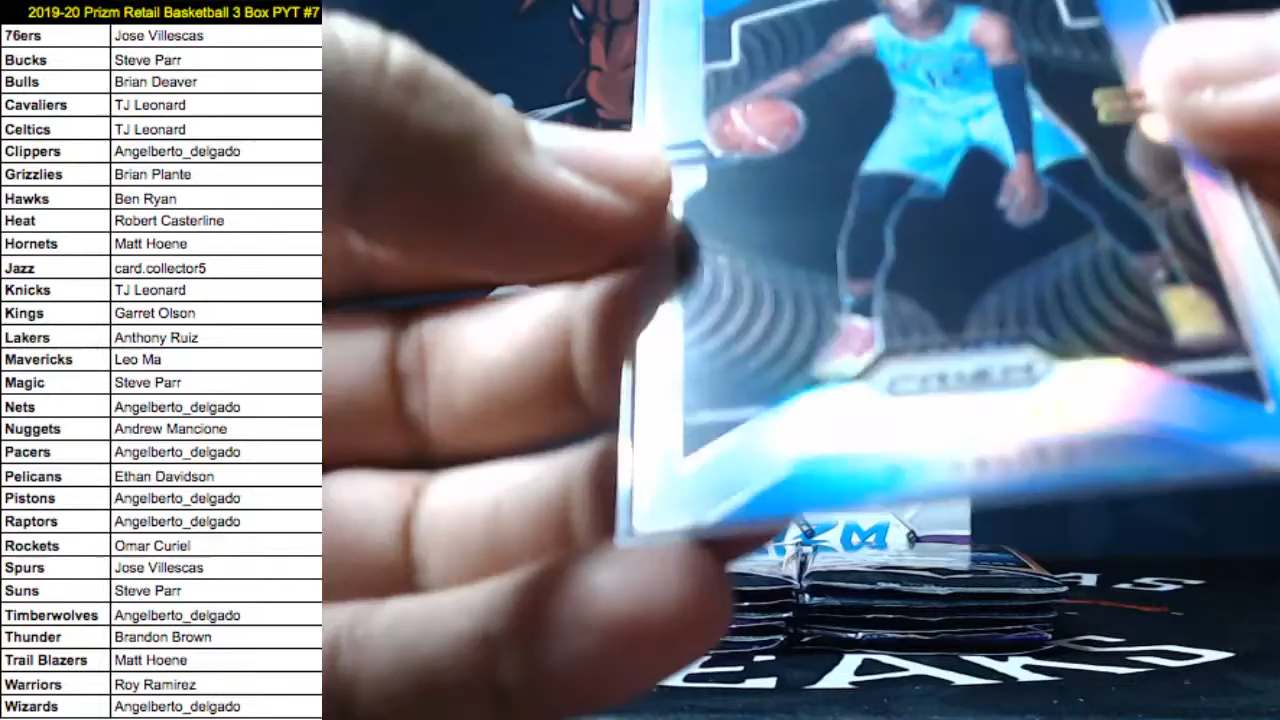 2019-20 Prizm Retail Basketball 3 Box PYT #7
76ers Jose Villescas
Bucks Steve Parr
Bulls Brian Deaver
Cavaliers TJ Leonard
Celtics TJ Leonard
Clippers Angelberto_delgado
Grizzlies Brian Plante
Hawks Ben Ryan
Heat Robert Casterline
Hornets Matt Hoene
Jazz card.collector5
Knicks TJ Leonard
Kings Garret Olson
Lakers Anthony Ruiz
Mavericks Leo Ma
Magic Steve Parr
Nets Angelberto_delgado
Nuggets Andrew Mancione
Pacers Angelberto_delgado
Pelicans Ethan Davidson
Pistons Angelberto_delgado
Raptors Angelberto_delgado
Rockets Omar Curiel
Spurs Jose Villescas
Suns Steve Parr
Timberwolves Angelberto_delgado
Thunder Brandon Brown
Trail Blazers Matt Hoene
Warriors Roy Ramirez
Wizards Angelberto_delgado
PRIZM